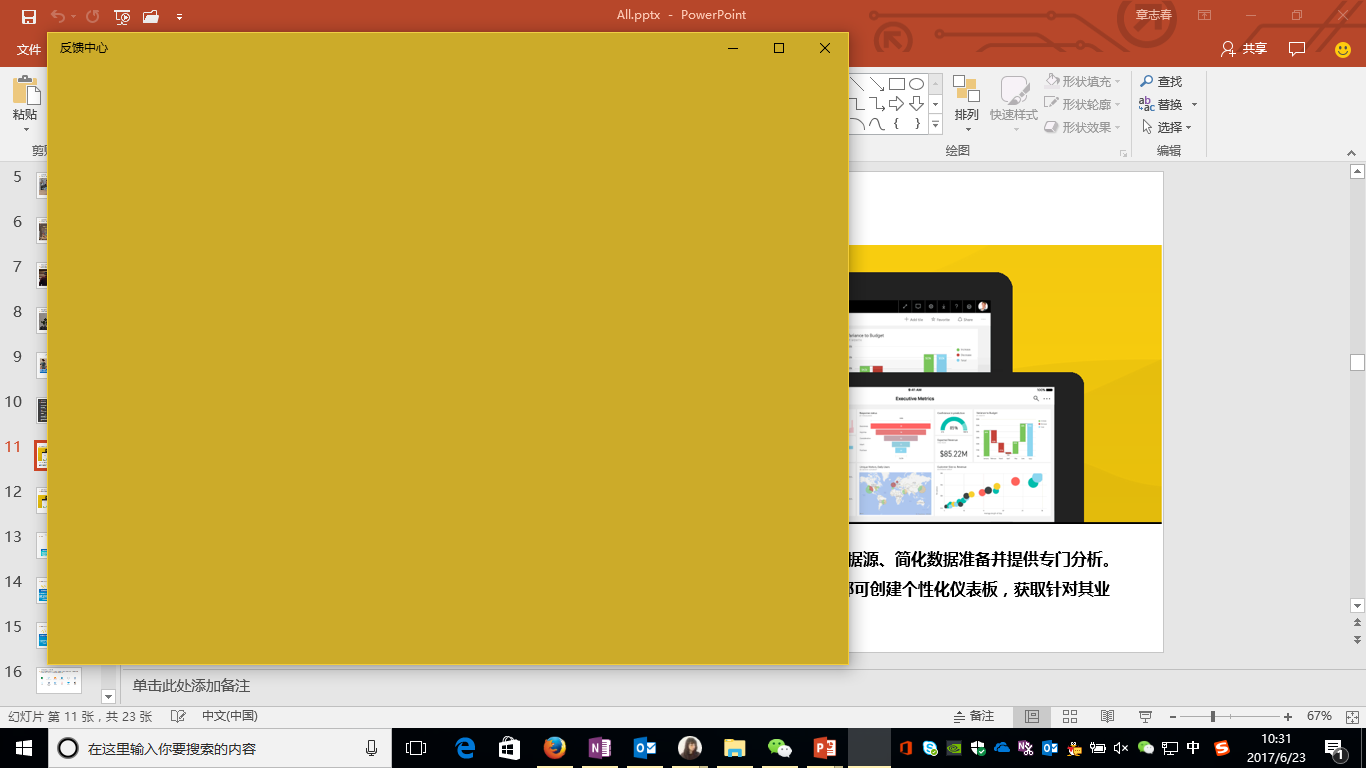 All.pptx - PowerPoint
章志春
反馈中心
文件
共享
粘贴
排列
快速样式
形状填充
形状轮廓
形状效果
查找
替换
选择
绘图
编辑
5
6
7
8
9
10
11
12
13
14
15
16
Variance to Budget
Executive Metrics
$85.22M
据源、简化数据准备并提供专门分析。
可创建个性化仪表板，获取针对其业
单击此处添加备注
幻灯片 第 11 张，共 23 张
中文(中国)
备注
67%
在这里输入你要搜索的内容
中
10:31
2017/6/23
1